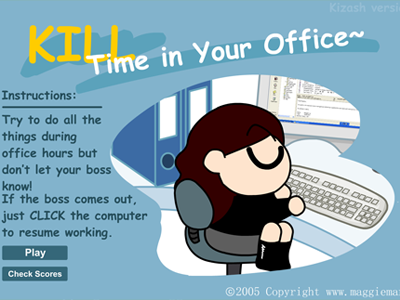 Kizash versi
KILL
Time in Your Office~
Instructions:
Try to do all the
things during
office hours but
don't let your boss
know!
If the boss comes out,
just CLICK the computer
to resume working.
Play
Check Scores
©2005 Copyright www.maggiema